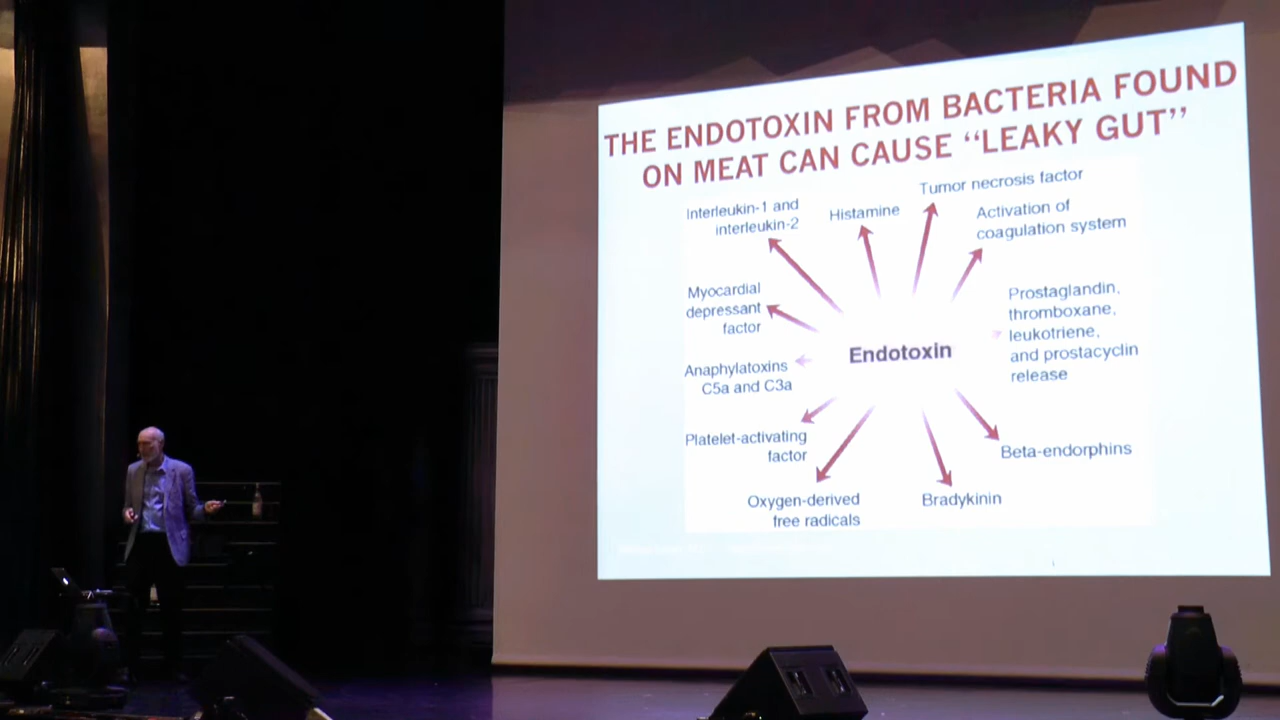 THE ENDOTOXIN FROM BACTERIA FOUND
ON MEAT CAN CAUSE “LEAKY GUT”
Tumor necrosis factor
Interleukin-1 and
interleukin-2
Histamine
Activation of
coagulation system
Myocardial
depressant
factor
Prostaglandin,
thromboxane,
leukotriene,
and prostacyclin
release
Endotoxin
Anaphylatoxins
C5a and C3a
Platelet-activating
factor
Beta-endorphins
Oxygen-derived
free radicals
Bradykinin